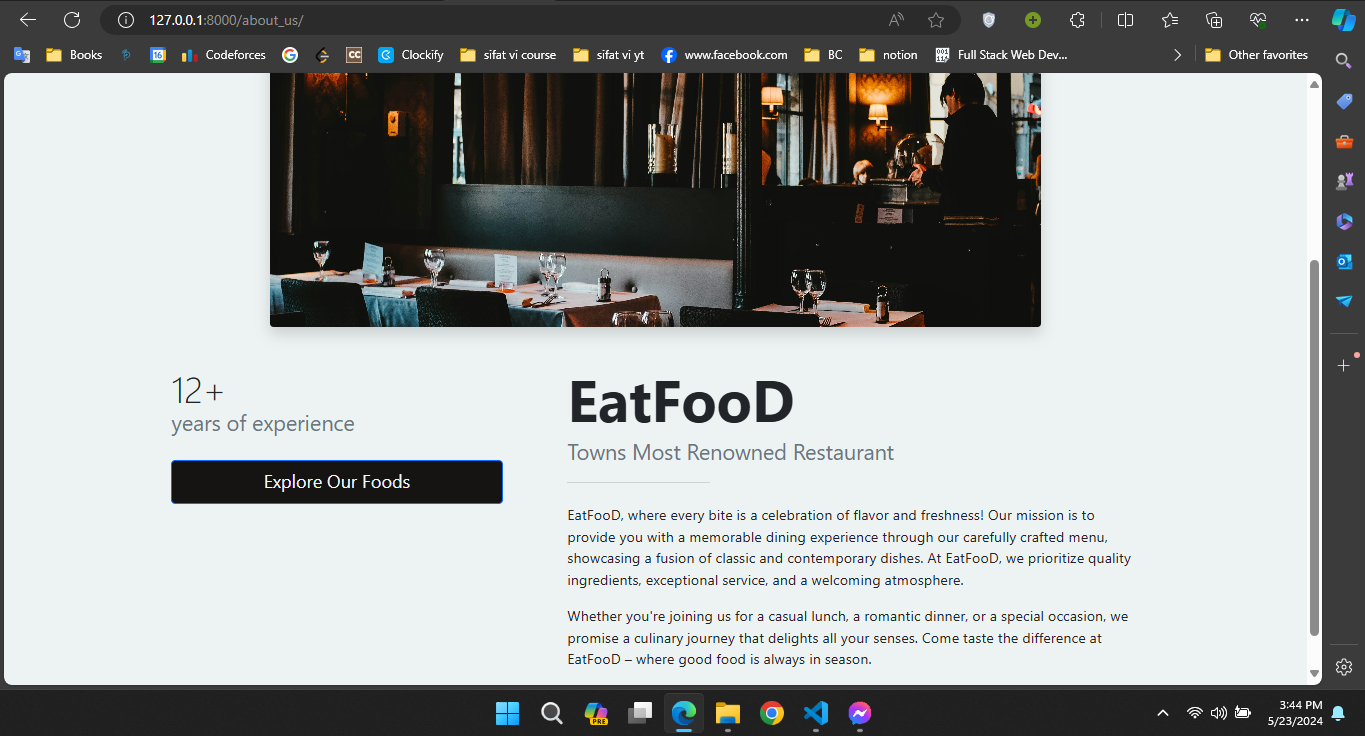 127.0.0.1:8000/about_us/
Books
16
Codeforces
CC
Clockify
sifat vi course
sifat vi yt
www.facebook.com
BC
notion
Full Stack Web Dev...
Other favorites
12+
years of experience
Explore Our Foods
EatFooD
Towns Most Renowned Restaurant
EatFooD, where every bite is a celebration of flavor and freshness! Our mission is to
provide you with a memorable dining experience through our carefully crafted menu,
showcasing a fusion of classic and contemporary dishes. At EatFooD, we prioritize quality
ingredients, exceptional service, and a welcoming atmosphere.
Whether you're joining us for a casual lunch, a romantic dinner, or a special occasion, we
promise a culinary journey that delights all your senses. Come taste the difference at
EatFooD – where good food is always in season.
PRE
3:44 PM
5/23/2024